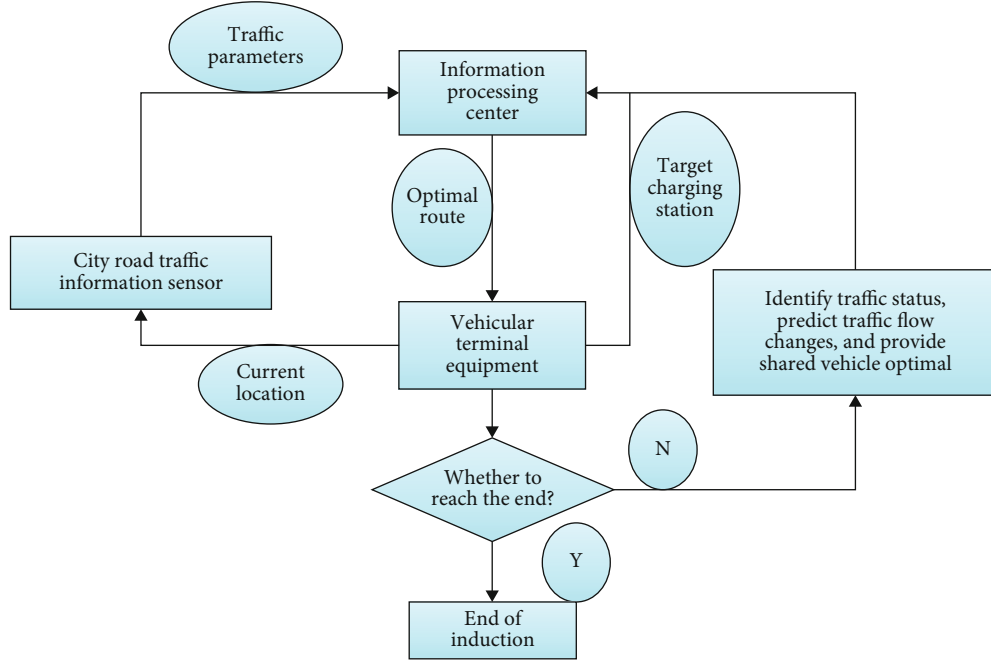 Traffic
parameters
Information
processing
center
Optimal
route
Target
charging
station
City road traffic
information sensor
Identify traffic status,
predict traffic flow
changes, and provide
shared vehicle optimal
Vehicular
terminal
equipment
Current
location
N
Whether to
reach the end?
Y
End of
induction